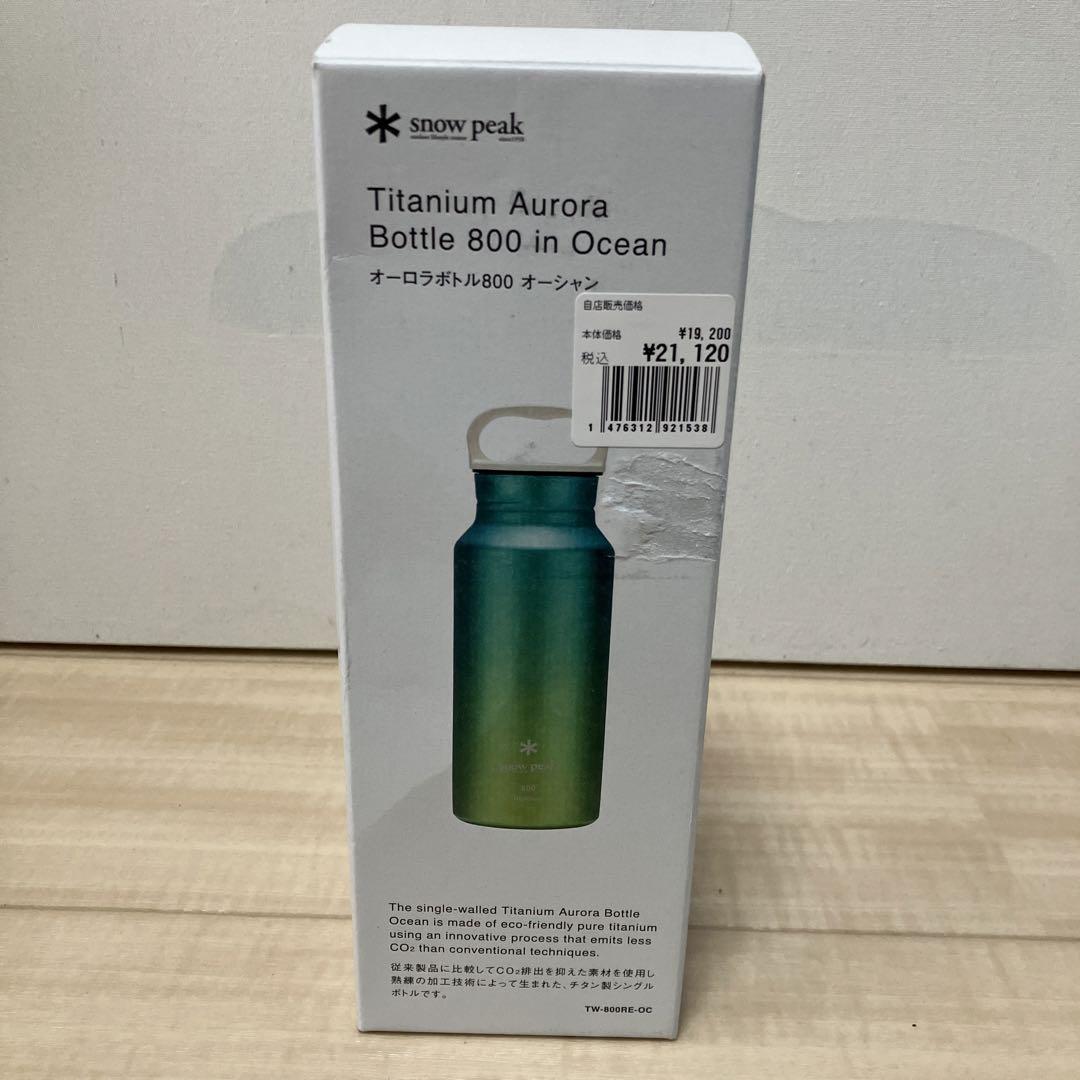 snow peak
Titanium Aurora
Bottle 800 in Ocean
オーロラボトル800 オーシャン
自店販売価格
本体価格 ¥19,200
税込 ¥21,120
1 476312 921538
snow peak
800
The single-walled Titanium Aurora Bottle
Ocean is made of eco-friendly pure titanium
using an innovative process that emits less
CO₂ than conventional techniques.
従来製品に比較してCO₂排出を抑えた素材を使用し
熟練の加工技術によって生まれた、チタン製シングル
ボトルです。
TW-800RE-OC